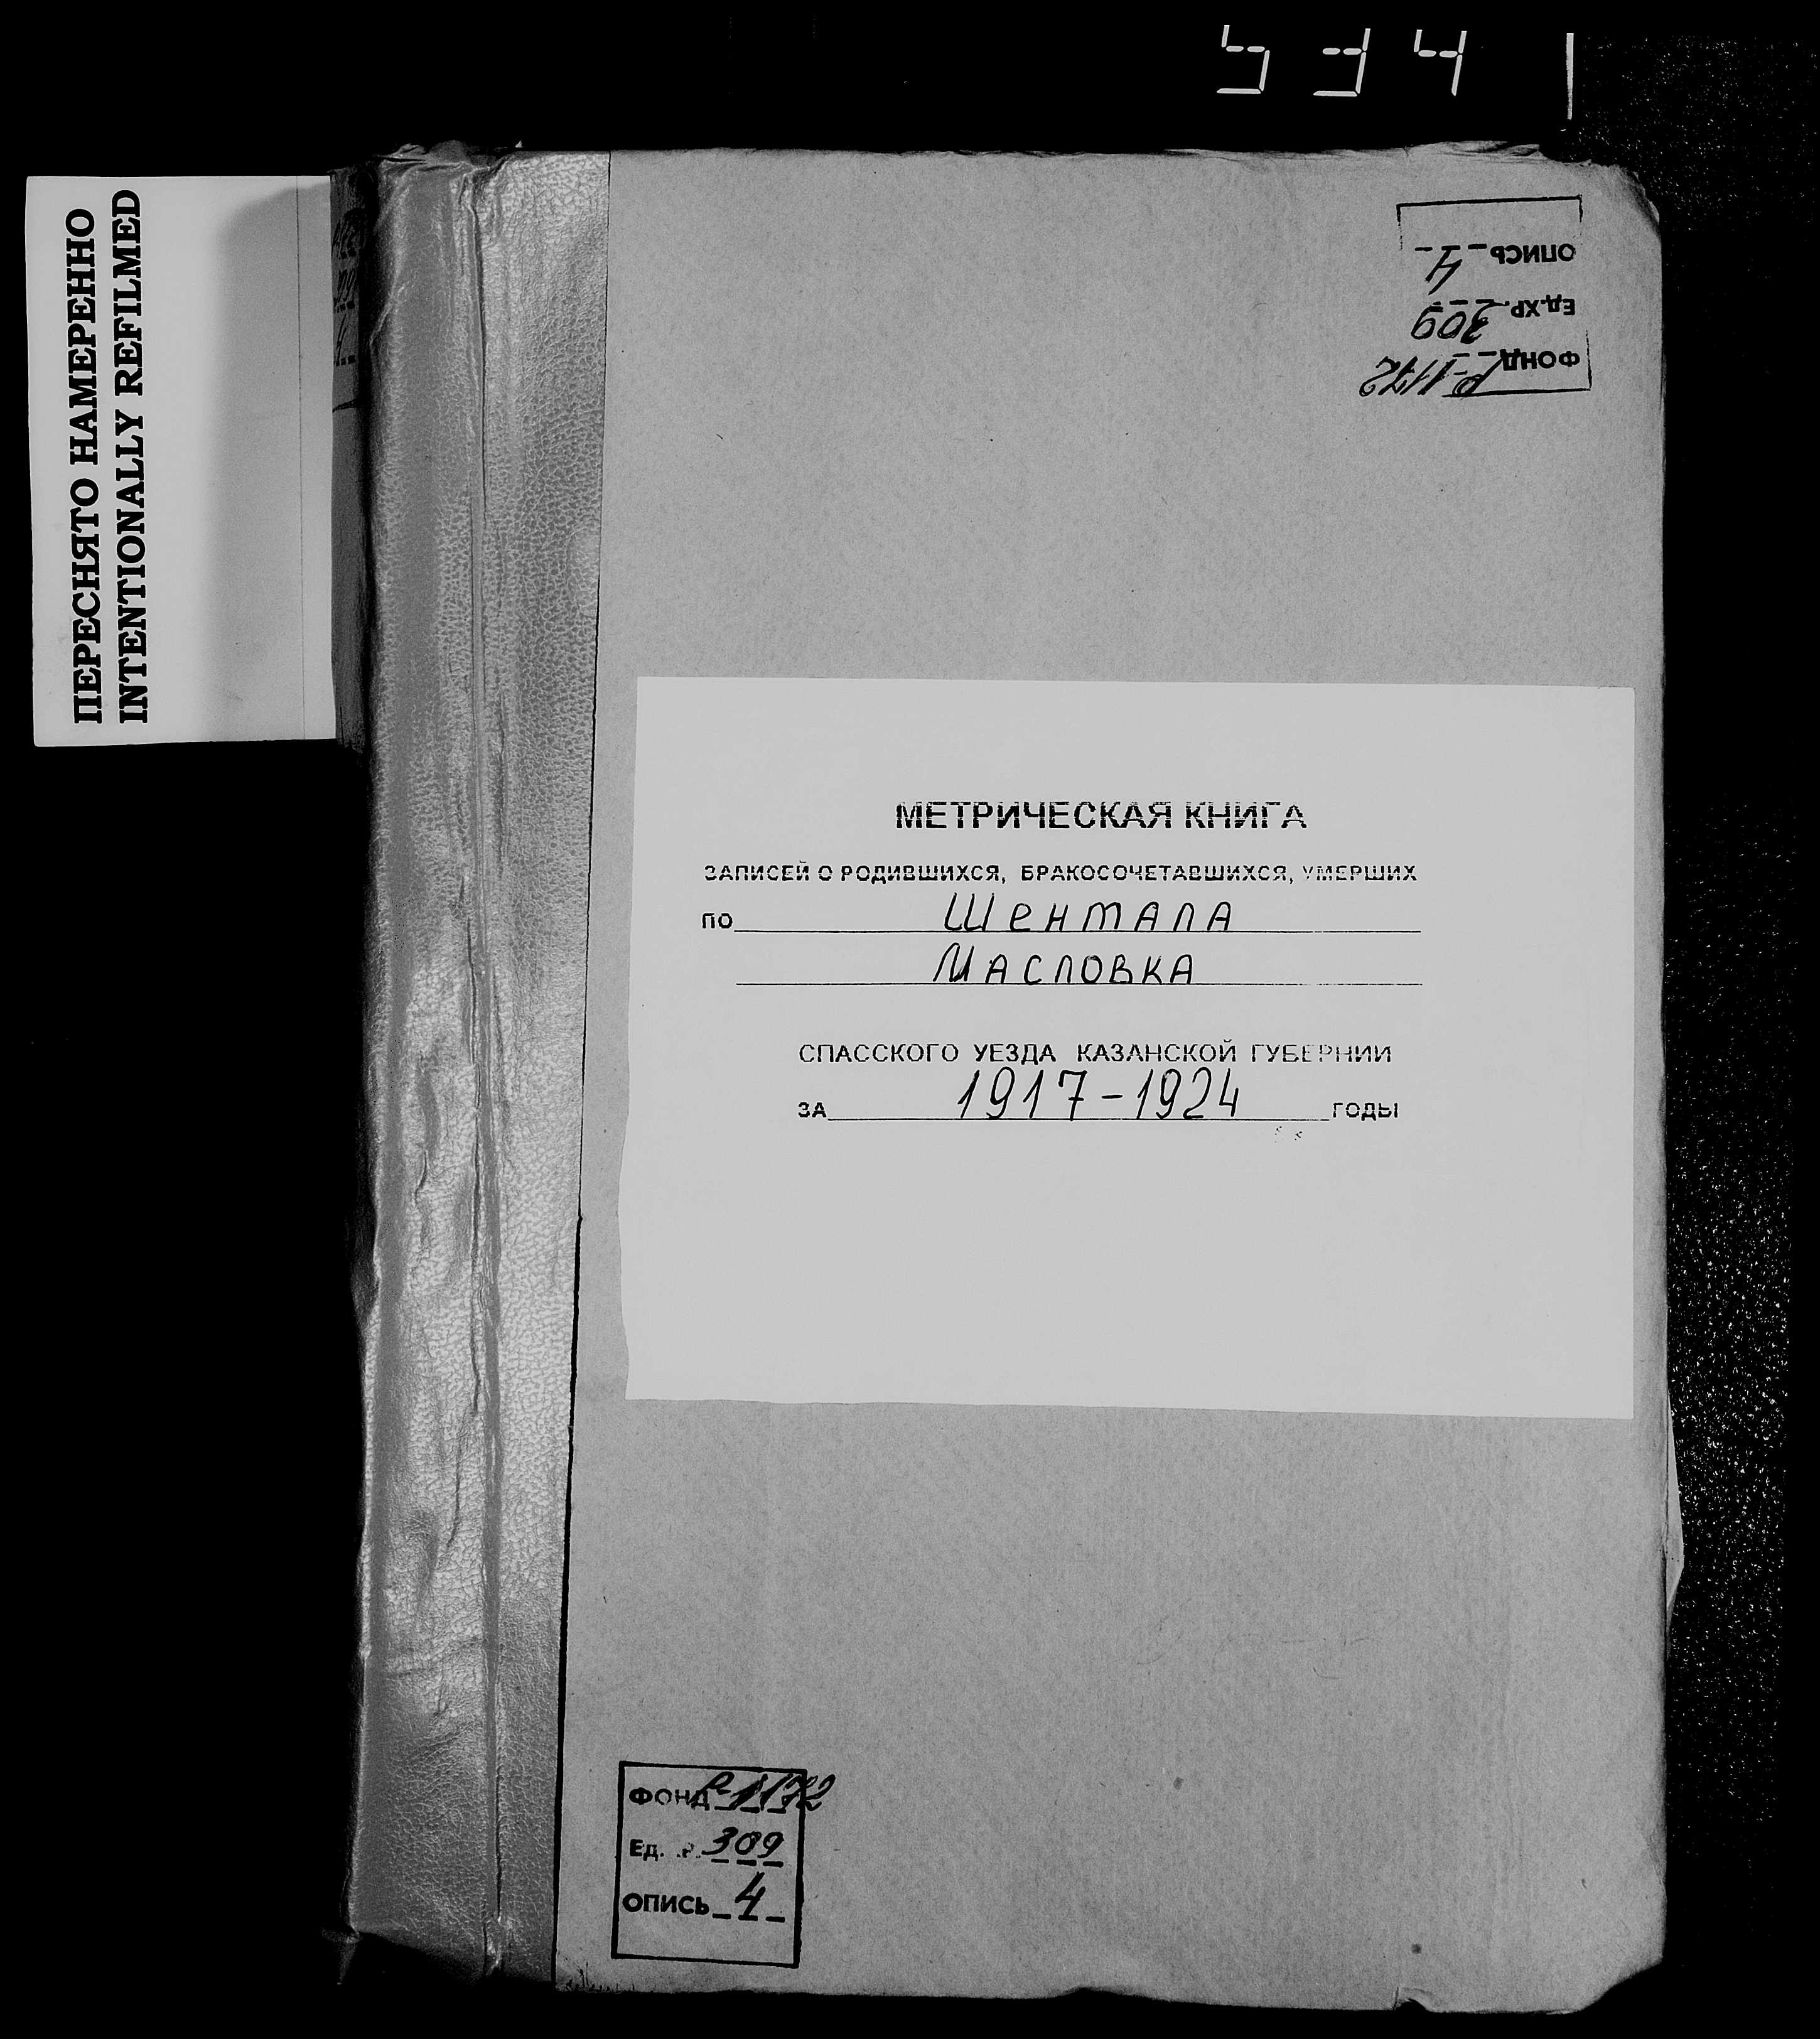 ПЕРЕСНЯТО НАМЕРЕННО
INTENTIONALLY REFILMED
ОПИСЬ 4
Ед.ХР. 309
ФОНД Р-1172
МЕТРИЧЕСКАЯ КНИГА
ЗАПИСЕЙ О РОДИВШИХСЯ, БРАКОСОЧЕТАВШИХСЯ, УМЕРШИХ
ПО Шентала
Масловка
СПАССКОГО УЕЗДА КАЗАНСКОЙ ГУБЕРНИИ
ЗА 1917-1924 ГОДЫ
ФОНД Р-1172
Ед. 309
ОПИСЬ 4